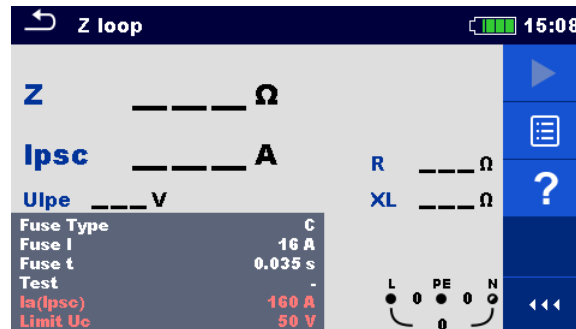 Z loop 15:08
Z ___ Ω
Ipsc ___ A
R ___ Ω
Ulpe ___ V
XL ___ Ω
Fuse Type C
Fuse I 16 A
Fuse t 0.035 s
Test -
Ia(Ipsc) 160 A
Limit Uc 50 V
L PE N
0 0
0
?